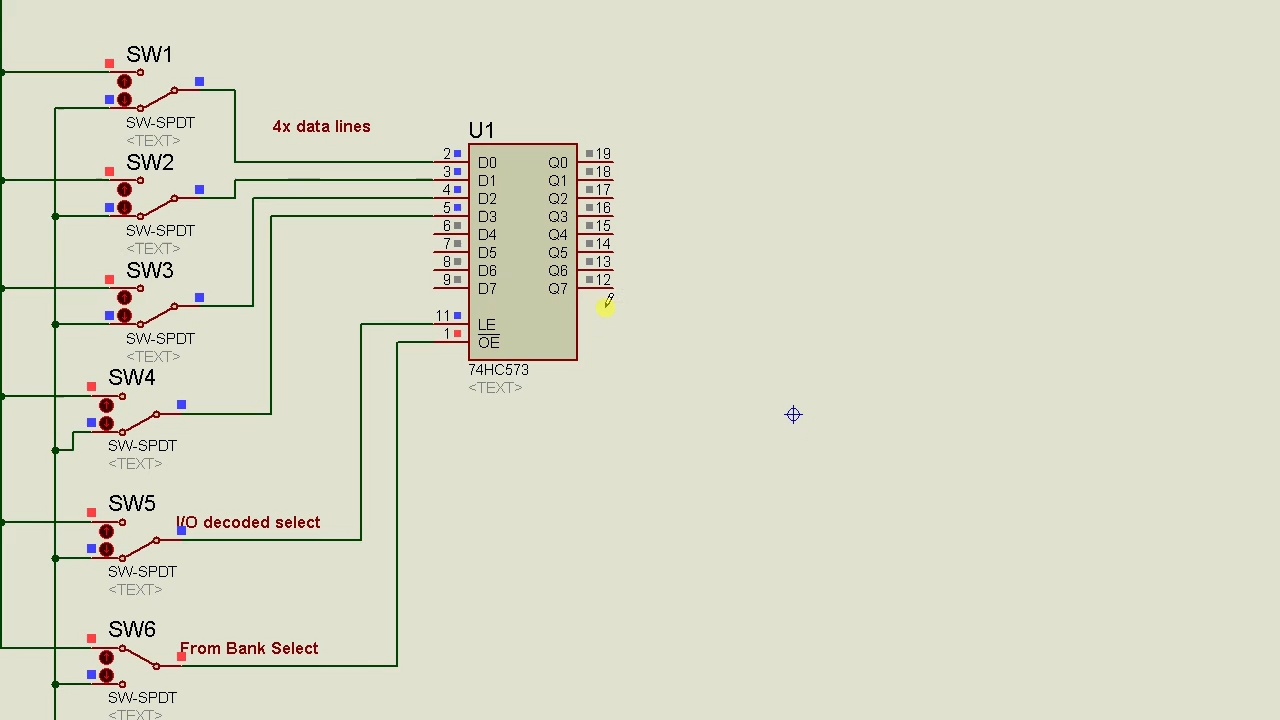 SW1
SW-SPDT
<TEXT>
4x data lines
SW2
SW-SPDT
<TEXT>
SW3
SW-SPDT
<TEXT>
SW4
SW-SPDT
<TEXT>
SW5
I/O decoded select
SW-SPDT
<TEXT>
SW6
From Bank Select
SW-SPDT
<TEXT>
U1
2 D0 Q0 19
3 D1 Q1 18
4 D2 Q2 17
5 D3 Q3 16
6 D4 Q4 15
7 D5 Q5 14
8 D6 Q6 13
9 D7 Q7 12
11 LE
1 OE
74HC573
<TEXT>